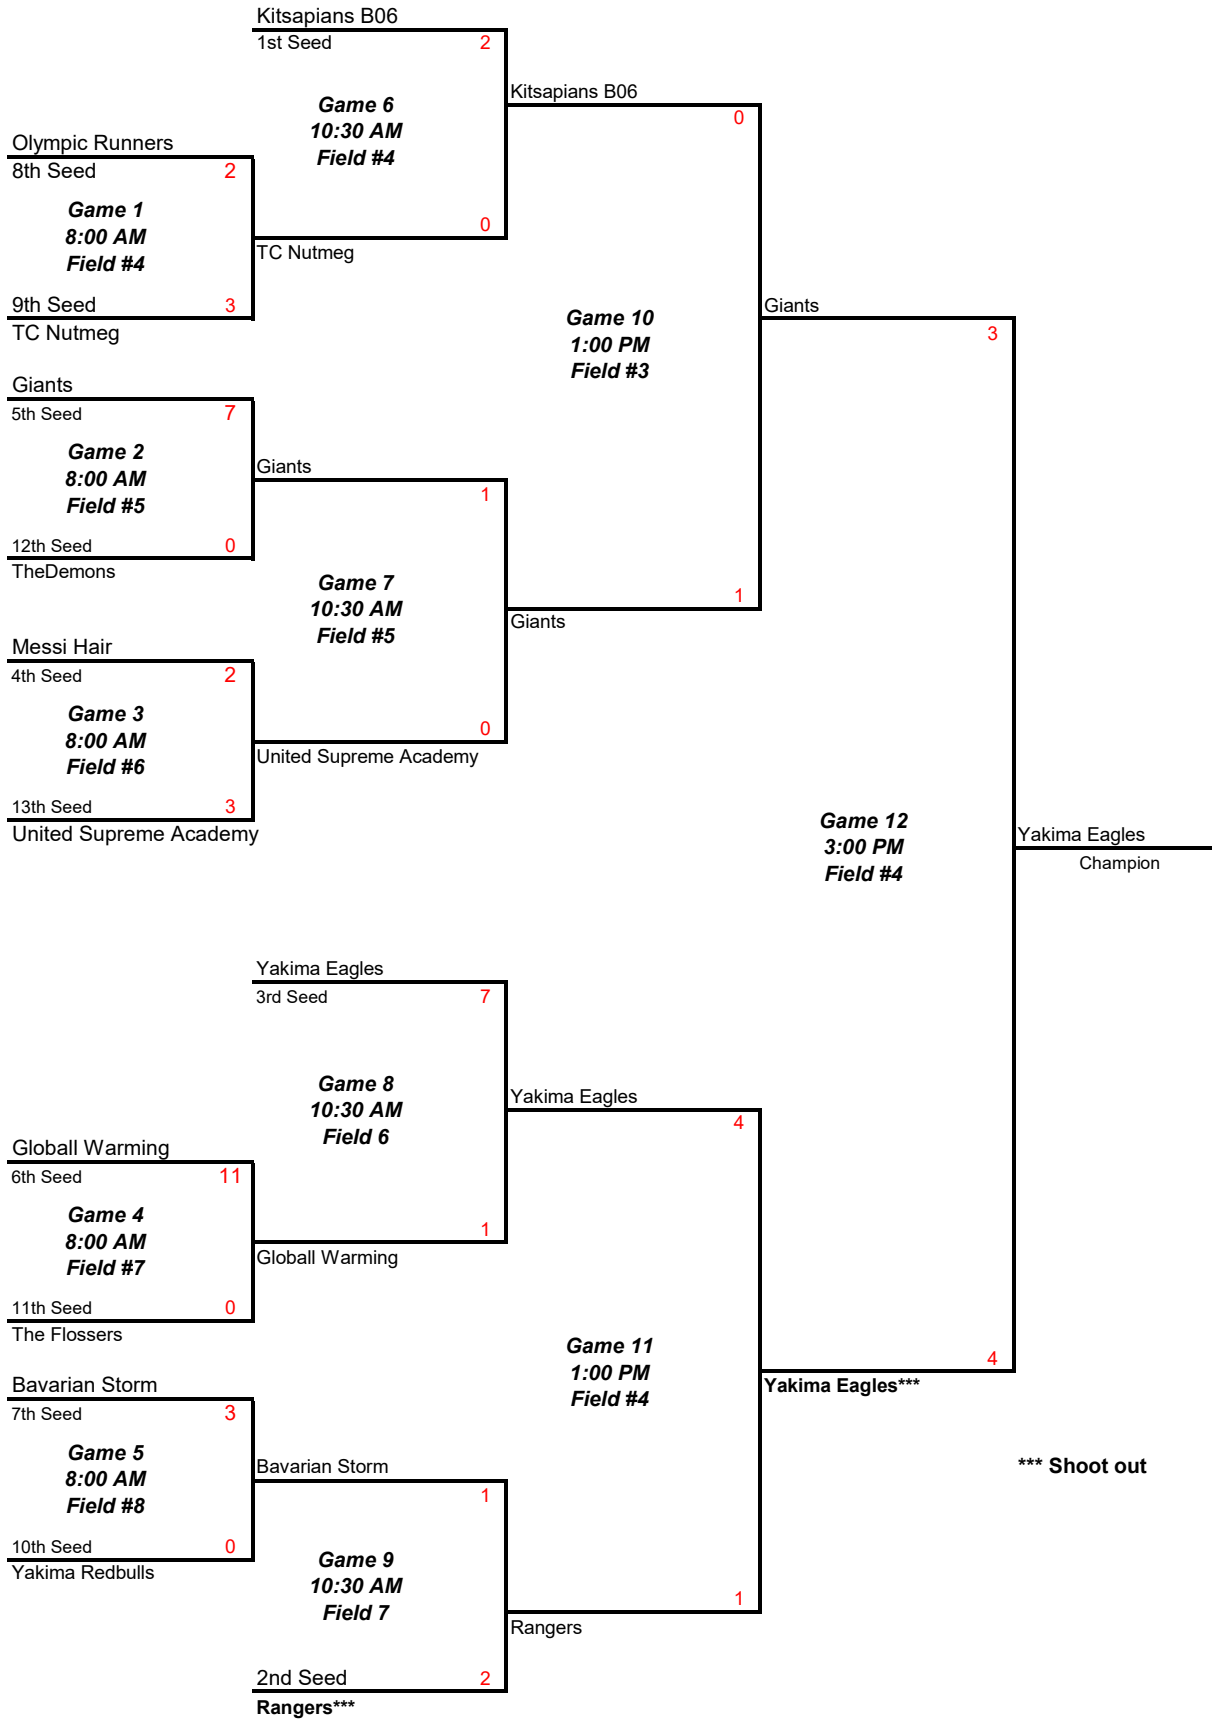 Kitsapians B06
1st Seed 2
Game 6
10:30 AM
Field #4
Kitsapians B06
0
Olympic Runners
8th Seed 2
Game 1
8:00 AM
Field #4
0
TC Nutmeg
9th Seed 3
TC Nutmeg
Game 10
1:00 PM
Field #3
Giants
3
Giants
5th Seed 7
Game 2
8:00 AM
Field #5
Giants
1
12th Seed 0
TheDemons
Game 7
10:30 AM
Field #5
1
Giants
Messi Hair
4th Seed 2
Game 3
8:00 AM
Field #6
0
United Supreme Academy
13th Seed 3
United Supreme Academy
Game 12
3:00 PM
Field #4
Yakima Eagles
Champion
Yakima Eagles
3rd Seed 7
Game 8
10:30 AM
Field 6
Yakima Eagles
4
Globall Warming
6th Seed 11
Game 4
8:00 AM
Field #7
1
Globall Warming
11th Seed 0
The Flossers
Game 11
1:00 PM
Field #4
4
Yakima Eagles***
Bavarian Storm
7th Seed 3
Game 5
8:00 AM
Field #8
Bavarian Storm
1
*** Shoot out
10th Seed 0
Yakima Redbulls
Game 9
10:30 AM
Field 7
1
Rangers
2nd Seed 2
Rangers***